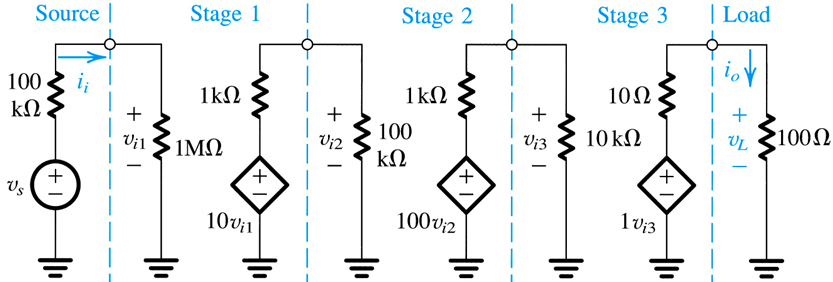 Source Stage 1 Stage 2 Stage 3 Load
100 kΩ
i_i
v_s
+ −
+ v_i1 −
1MΩ
1kΩ
+ −
10v_i1
+ v_i2 −
100 kΩ
1kΩ
+ −
100v_i2
+ v_i3 −
10kΩ
10Ω
+ −
1v_i3
i_o
+ v_L −
100Ω